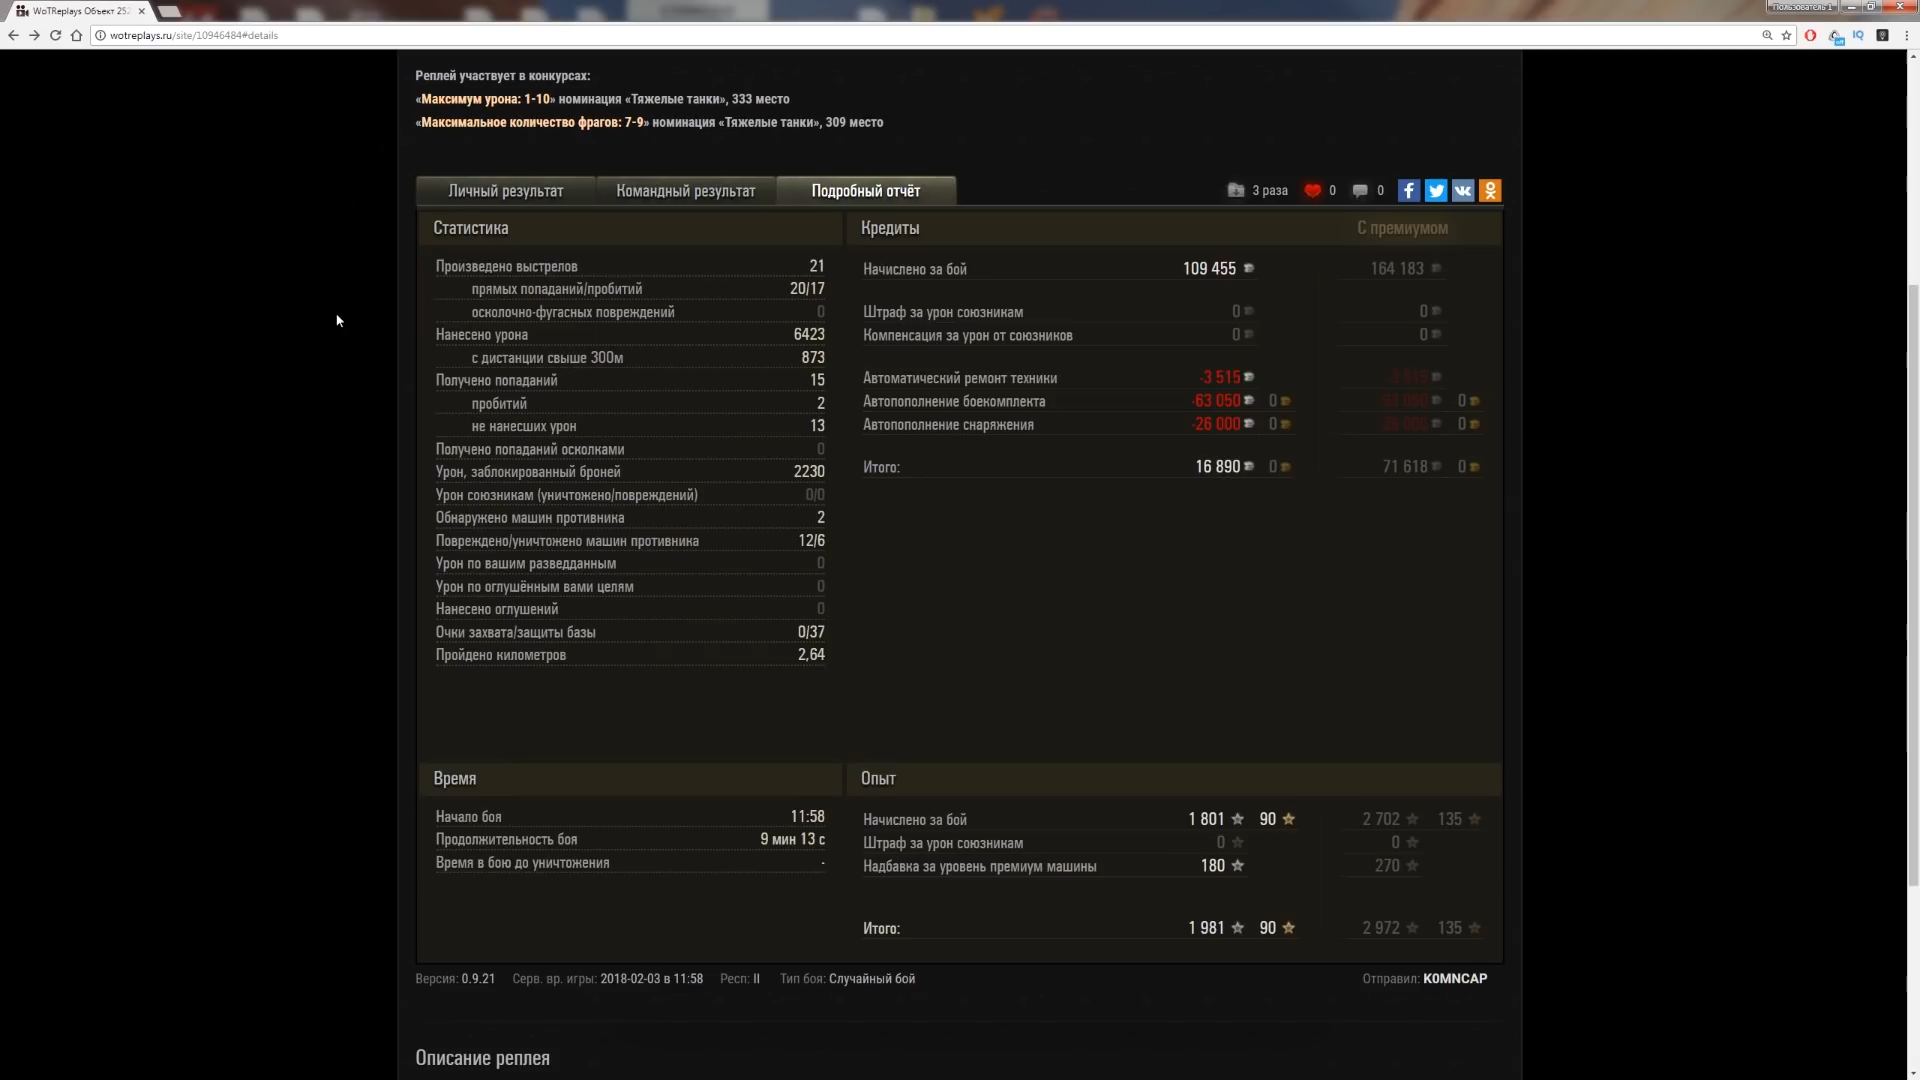 WoTReplays Объект 252
Пользователь 1
wotreplays.ru/site/10946484#details
Реплей участвует в конкурсах:
«Максимум урона: 1-10» номинация «Тяжелые танки», 333 место
«Максимальное количество фрагов: 7-9» номинация «Тяжелые танки», 309 место
Личный результат Командный результат Подробный отчёт 3 раза 0 0
Статистика
Произведено выстрелов 21
прямых попаданий/пробитий 20/17
осколочно-фугасных повреждений 0
Нанесено урона 6423
с дистанции свыше 300м 873
Получено попаданий 15
пробитий 2
не нанесших урон 13
Получено попаданий осколками 0
Урон, заблокированный броней 2230
Урон союзникам (уничтожено/повреждений) 0/0
Обнаружено машин противника 2
Повреждено/уничтожено машин противника 12/6
Урон по вашим разведданным 0
Урон по оглушённым вами целям 0
Нанесено оглушений 0
Очки захвата/защиты базы 0/37
Пройдено километров 2,64
Кредиты С премиумом
Начислено за бой 109 455 164 183
Штраф за урон союзникам 0 0
Компенсация за урон от союзников 0 0
Автоматический ремонт техники -3 515 -3 515
Автопополнение боекомплекта -63 050 0 -63 050 0
Автопополнение снаряжения -26 000 0 -26 000 0
Итого: 16 890 0 71 618 0
Время
Начало боя 11:58
Продолжительность боя 9 мин 13 с
Время в бою до уничтожения -
Опыт
Начислено за бой 1 801 90 2 702 135
Штраф за урон союзникам 0 0
Надбавка за уровень премиум машины 180 270
Итого: 1 981 90 2 972 135
Версия: 0.9.21 Серв. вр. игры: 2018-02-03 в 11:58 Респ: II Тип боя: Случайный бой Отправил: K0MNCAP
Описание реплея